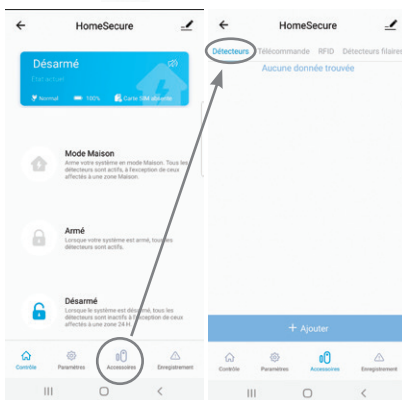 HomeSecure
Désarmé
État actuel
Normal 100% Carte SIM absente
Mode Maison
Arme votre système en mode Maison. Tous les
détecteurs sont actifs, à l'exception de ceux
affectés à une zone Maison.
Armé
Lorsque votre système est armé, tous les
détecteurs sont actifs.
Désarmé
Lorsque le système est désarmé, tous les
détecteurs sont inactifs à l'exception de ceux
affectés à une zone 24 H.
Contrôle Paramètres Accessoires Enregistrement
HomeSecure
Détecteurs Télécommande RFID Détecteurs filaires
Aucune donnée trouvée
+ Ajouter
Contrôle Paramètres Accessoires Enregistrement